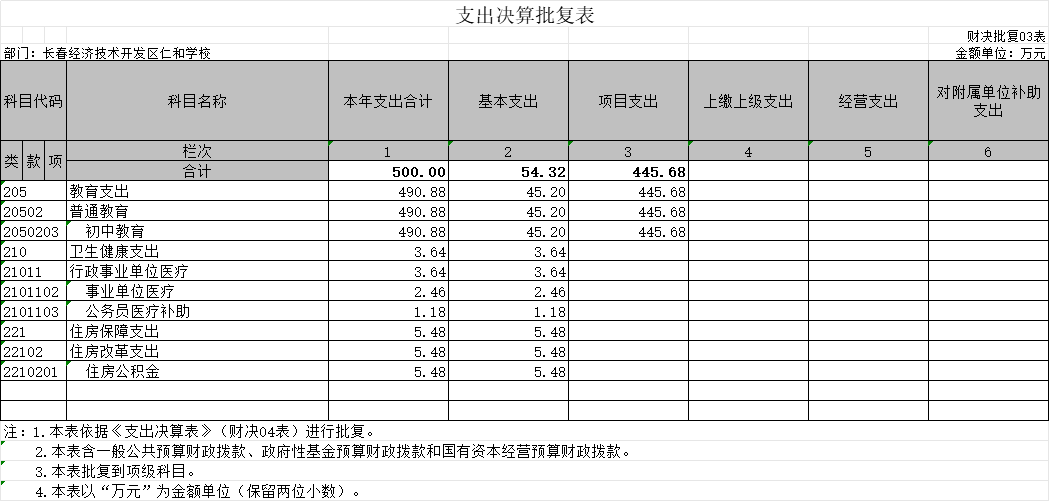 支出决算批复表
财决批复03表
部门：长春经济技术开发区仁和学校 金额单位：万元
科目代码 科目名称 本年支出合计 基本支出 项目支出 上缴上级支出 经营支出 对附属单位补助支出
类 款 项 栏次 1 2 3 4 5 6
合计 500.00 54.32 445.68
205 教育支出 490.88 45.20 445.68
20502 普通教育 490.88 45.20 445.68
2050203 初中教育 490.88 45.20 445.68
210 卫生健康支出 3.64 3.64
21011 行政事业单位医疗 3.64 3.64
2101102 事业单位医疗 2.46 2.46
2101103 公务员医疗补助 1.18 1.18
221 住房保障支出 5.48 5.48
22102 住房改革支出 5.48 5.48
2210201 住房公积金 5.48 5.48
注：1.本表依据《支出决算表》（财决04表）进行批复。
2.本表含一般公共预算财政拨款、政府性基金预算财政拨款和国有资本经营预算财政拨款。
3.本表批复到项级科目。
4.本表以“万元”为金额单位（保留两位小数）。